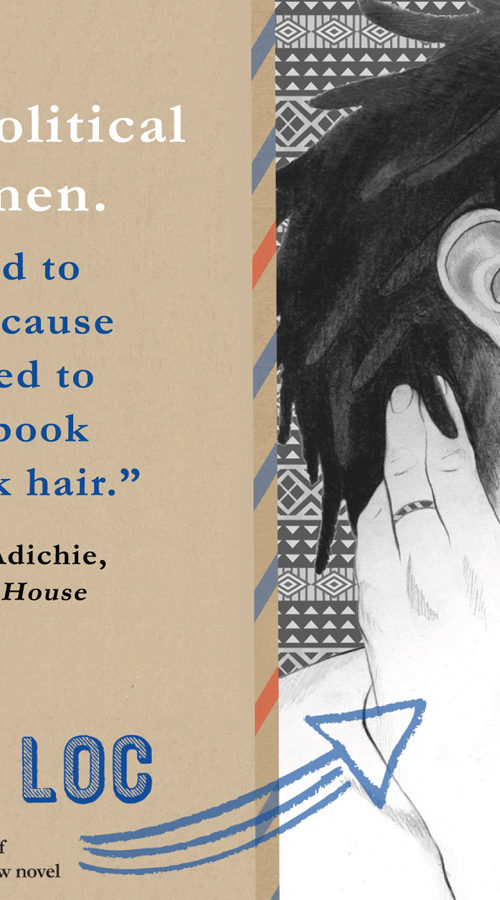 olitical
nen.
d to
cause
ed to
book
k hair.”
Adichie,
House
LOC
f
w novel